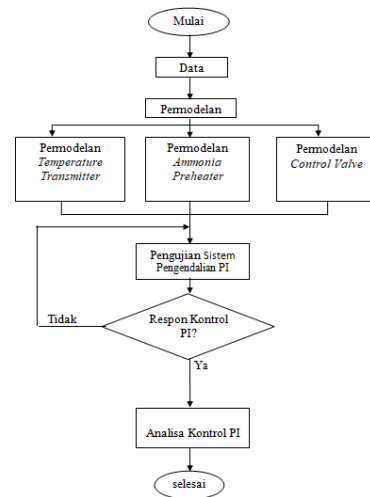 Mulai
Data
Permodelan
Permodelan
Temperature
Transmitter
Permodelan
Ammonia
Preheater
Permodelan
Control Valve
Pengujian Sistem
Pengendalian PI
Respon Kontrol
PI?
Tidak
Ya
Analisa Kontrol PI
selesai